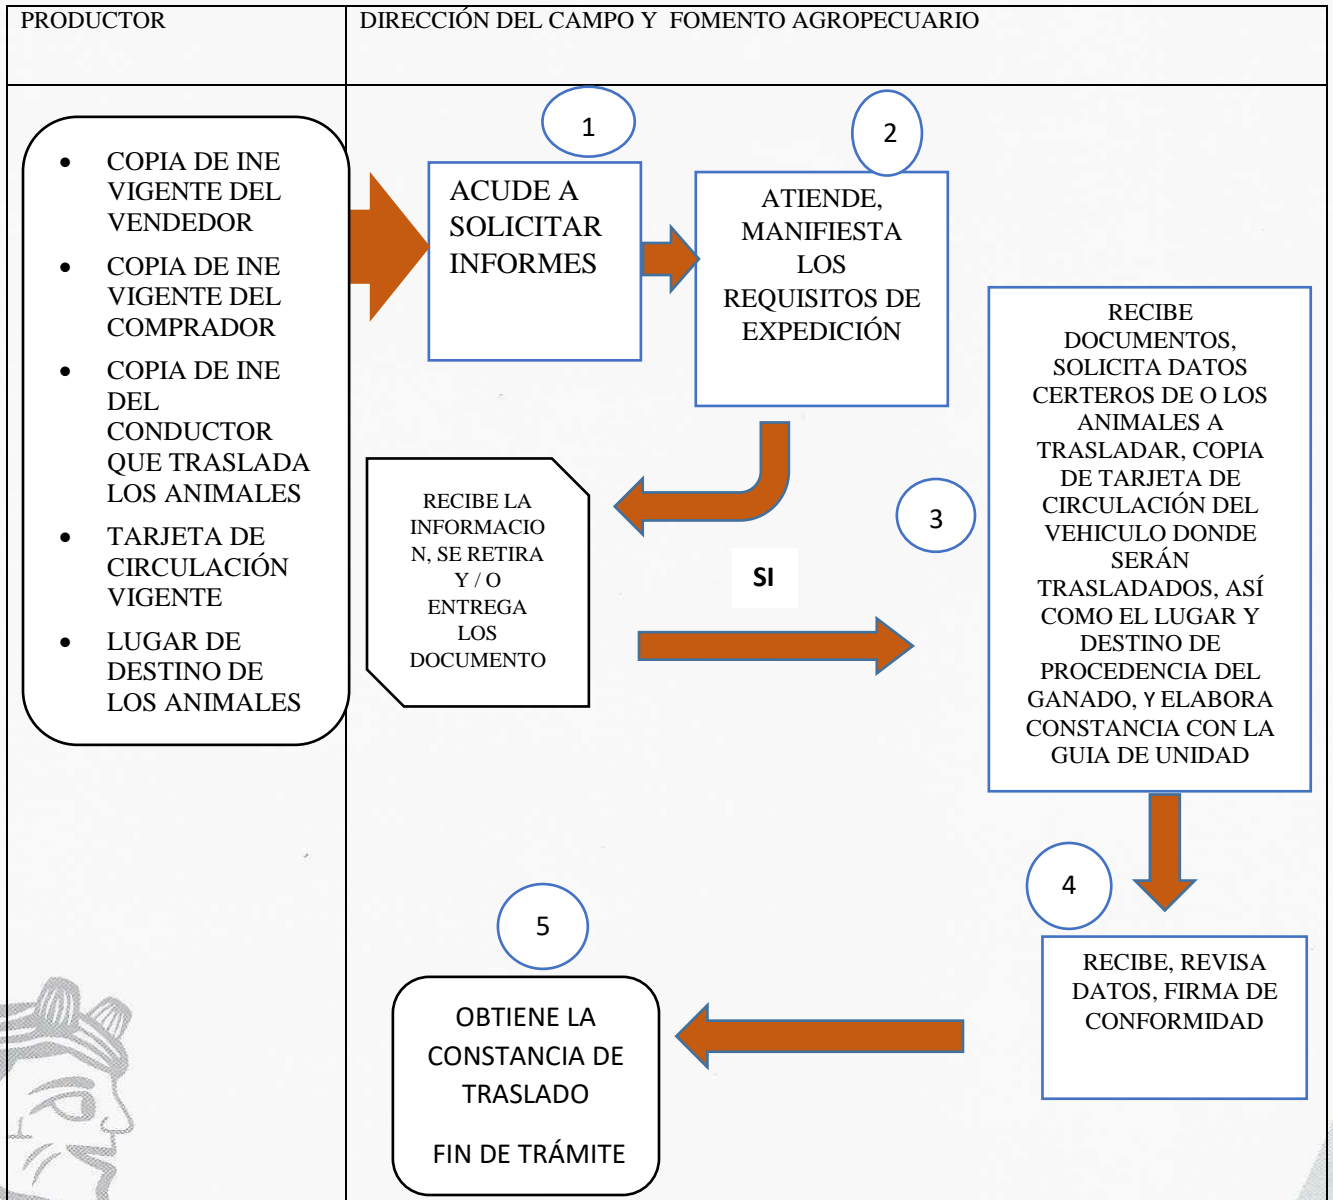 PRODUCTOR
DIRECCIÓN DEL CAMPO Y FOMENTO AGROPECUARIO
• COPIA DE INE
VIGENTE DEL
VENDEDOR
• COPIA DE INE
VIGENTE DEL
COMPRADOR
• COPIA DE INE
DEL
CONDUCTOR
QUE TRASLADA
LOS ANIMALES
• TARJETA DE
CIRCULACIÓN
VIGENTE
• LUGAR DE
DESTINO DE
LOS ANIMALES
1
ACUDE A
SOLICITAR
INFORMES
2
ATIENDE,
MANIFIESTA
LOS
REQUISITOS DE
EXPEDICIÓN
RECIBE LA
INFORMACIO
N, SE RETIRA
Y / O
ENTREGA
LOS
DOCUMENTO
SI
3
RECIBE
DOCUMENTOS,
SOLICITA DATOS
CERTEROS DE O LOS
ANIMALES A
TRASLADAR, COPIA
DE TARJETA DE
CIRCULACIÓN DEL
VEHICULO DONDE
SERÁN
TRASLADADOS, ASÍ
COMO EL LUGAR Y
DESTINO DE
PROCEDENCIA DEL
GANADO, Y ELABORA
CONSTANCIA CON LA
GUIA DE UNIDAD
4
RECIBE, REVISA
DATOS, FIRMA DE
CONFORMIDAD
5
OBTIENE LA
CONSTANCIA DE
TRASLADO
FIN DE TRÁMITE